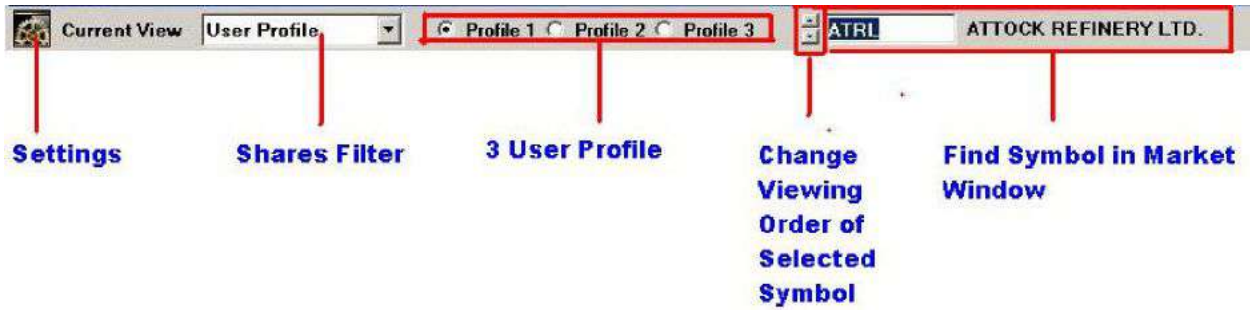 Current View User Profile Profile 1 Profile 2 Profile 3 ATRL ATTOCK REFINERY LTD.
Settings
Shares Filter
3 User Profile
Change
Viewing
Order of
Selected
Symbol
Find Symbol in Market
Window